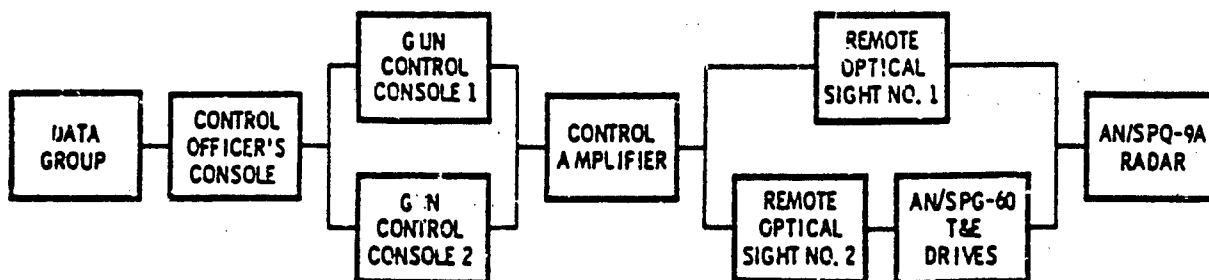 DATA
GROUP
CONTROL
OFFICER'S
CONSOLE
GUN
CONTROL
CONSOLE 1
G N
CONTROL
CONSOLE 2
CONTROL
AMPLIFIER
REMOTE
OPTICAL
SIGHT NO. 1
REMOTE
OPTICAL
SIGHT NO. 2
AN/SPG-60
T&E
DRIVES
AN/SPQ-9A
RADAR